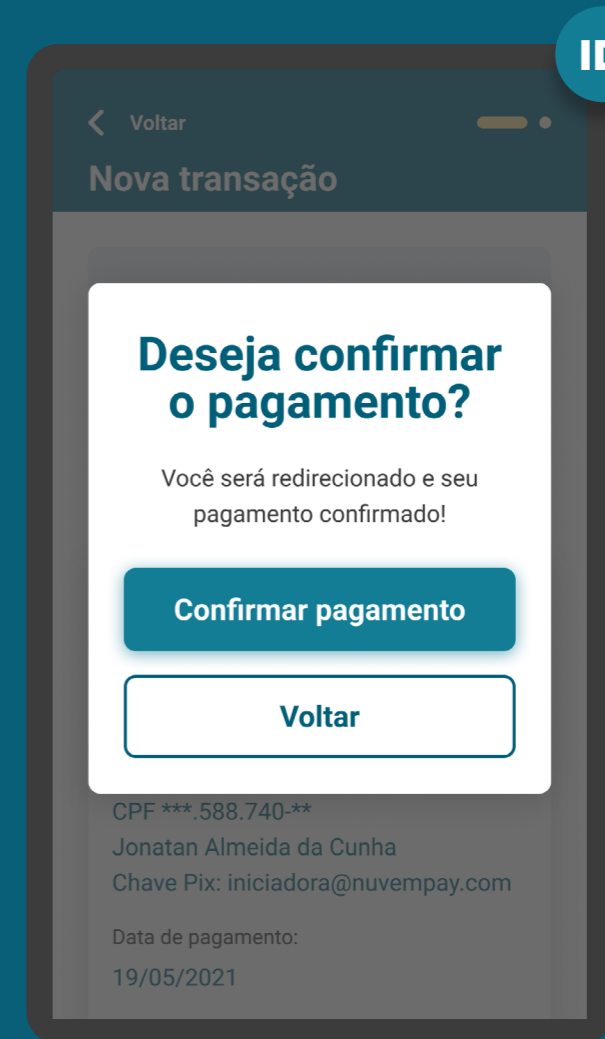 ID
Voltar
Nova transação
Deseja confirmar
o pagamento?
Você será redirecionado e seu
pagamento confirmado!
Confirmar pagamento
Voltar
CPF ***.588.740-**
Jonatan Almeida da Cunha
Chave Pix: iniciadora@nuvempay.com
Data de pagamento:
19/05/2021